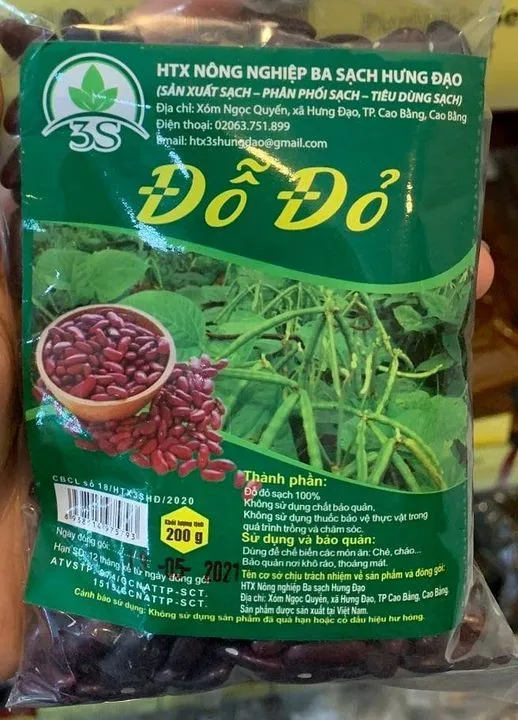 3S
HTX NÔNG NGHIỆP BA SẠCH HƯNG ĐẠO
(SẢN XUẤT SẠCH – PHÂN PHỐI SẠCH – TIÊU DÙNG SẠCH)
Địa chỉ: Xóm Ngọc Quyến, xã Hưng Đạo, TP. Cao Bằng, Cao Bằng
Điện thoại: 02063.751.899
Email: htx3shungdao@gmail.com
Đỗ Đỏ
CBCL số 18/HTX3SHĐ/2020
Khối lượng tịnh
200 g
Ngày đóng gói:
-05-2021
Hạn SD: 12 tháng kể từ ngày đóng gói.
ATVSTP:
GCNATTP-SCT.
GCNATTP-SCT.
Thành phần:
Đỗ đỏ sạch 100%
Không sử dụng chất bảo quản,
Không sử dụng thuốc bảo vệ thực vật trong
quá trình trồng và chăm sóc.
Sử dụng và bảo quản:
Dùng để chế biến các món ăn: Chè, cháo...
Bảo quản nơi khô ráo, thoáng mát.
Tên cơ sở chịu trách nhiệm về sản phẩm và đóng gói:
HTX Nông nghiệp Ba sạch Hưng Đạo
Địa chỉ: Xóm Ngọc Quyến, xã Hưng Đạo, TP Cao Bằng, Cao Bằng.
Sản phẩm được sản xuất tại Việt Nam.
Cảnh báo sử dụng: Không sử dụng sản phẩm đã quá hạn hoặc có dấu hiệu hư hỏng.